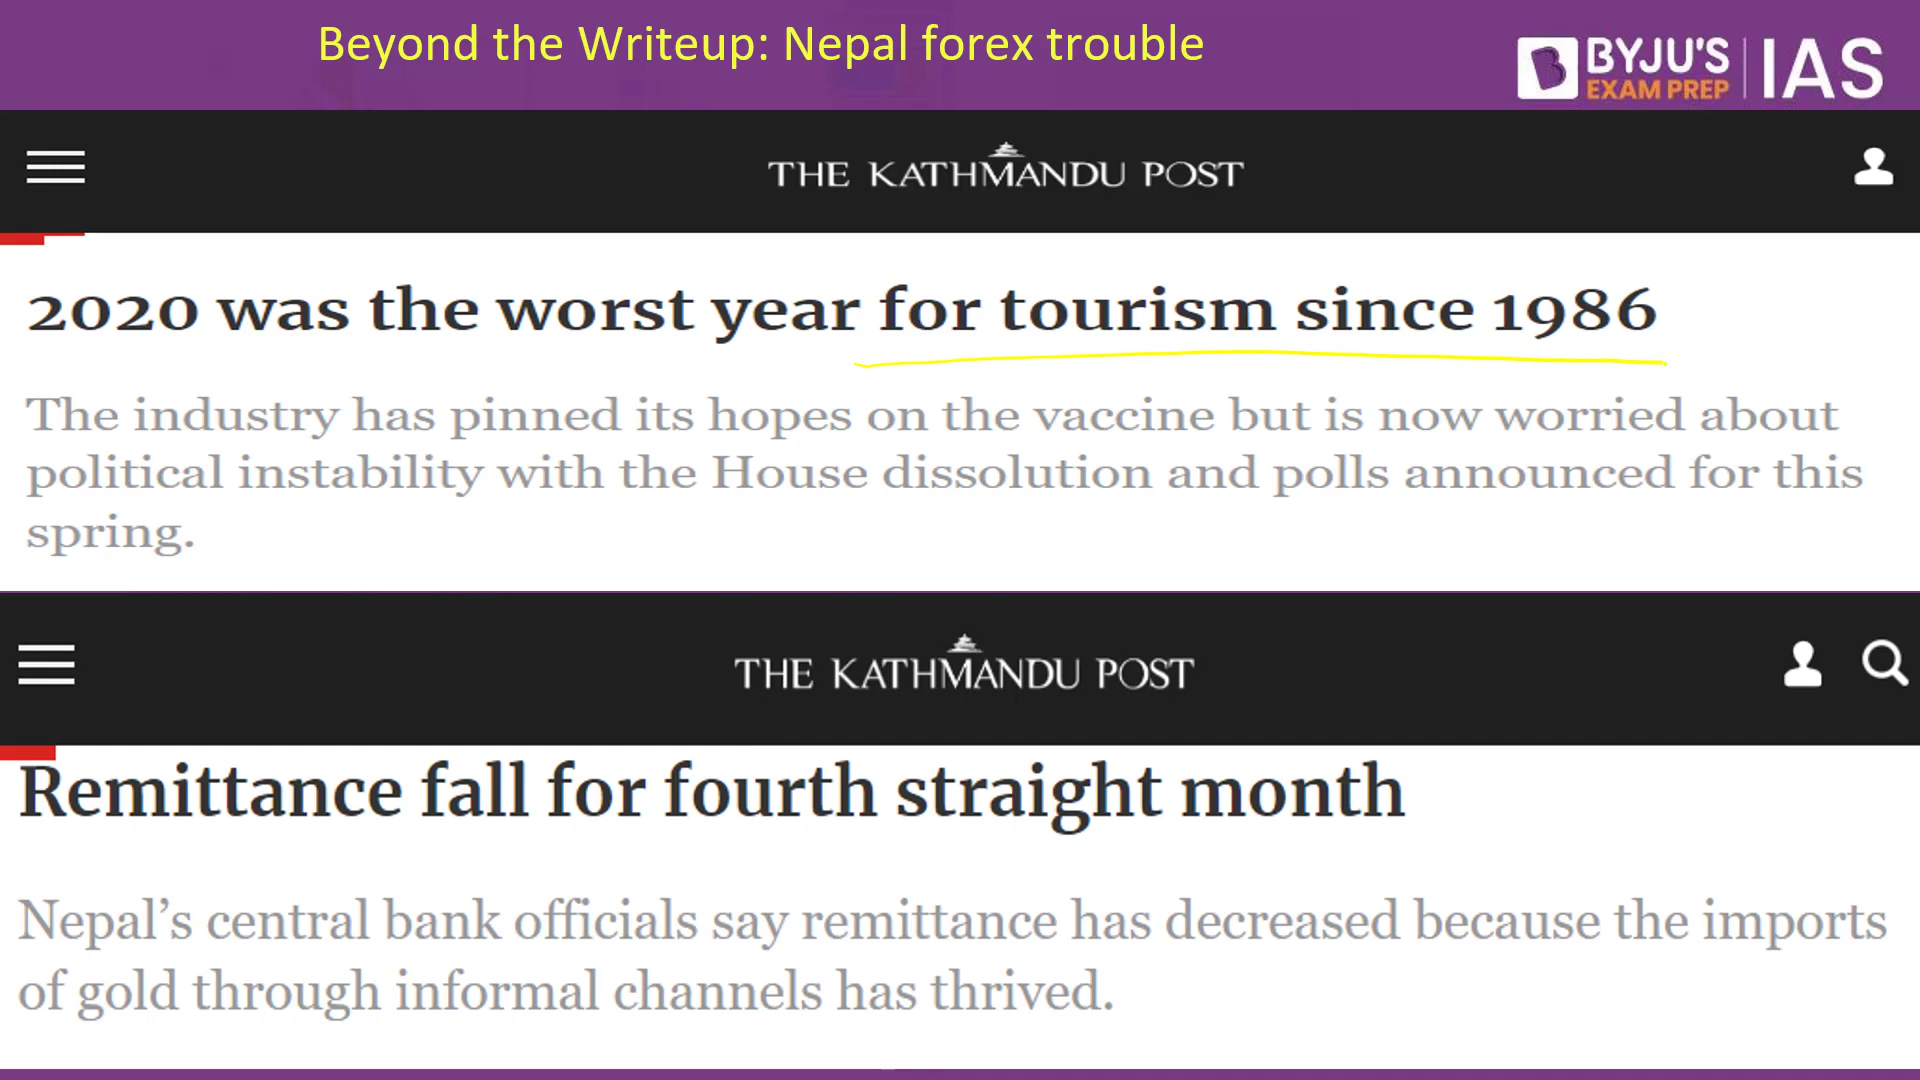 Beyond the Writeup: Nepal forex trouble
BYJU'S
EXAM PREP
IAS
THE KATHMANDU POST
2020 was the worst year for tourism since 1986
The industry has pinned its hopes on the vaccine but is now worried about
political instability with the House dissolution and polls announced for this
spring.
THE KATHMANDU POST
Remittance fall for fourth straight month
Nepal’s central bank officials say remittance has decreased because the imports
of gold through informal channels has thrived.